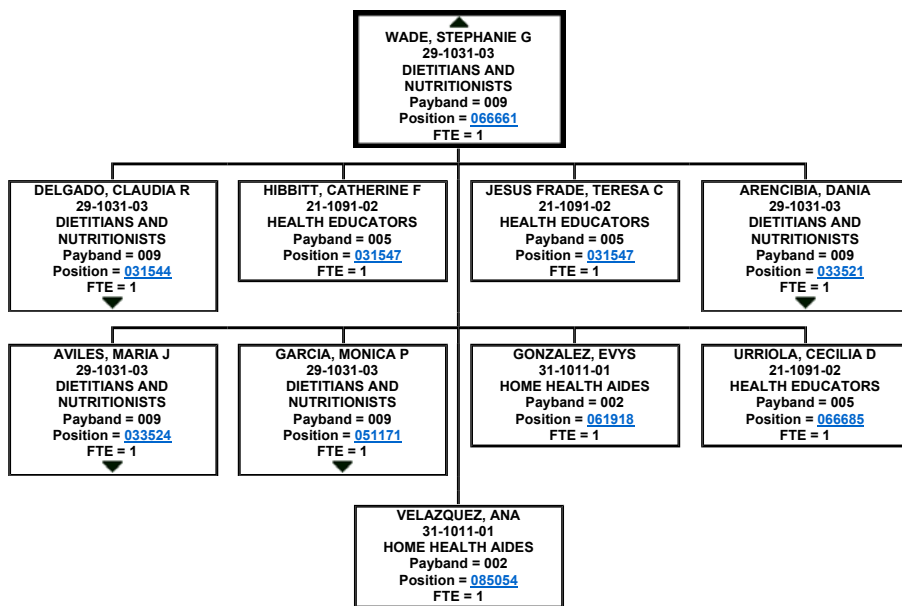 WADE, STEPHANIE G
29-1031-03
DIETITIANS AND
NUTRITIONISTS
Payband = 009
Position = 066661
FTE = 1
DELGADO, CLAUDIA R
29-1031-03
DIETITIANS AND
NUTRITIONISTS
Payband = 009
Position = 031544
FTE = 1
HIBBITT, CATHERINE F
21-1091-02
HEALTH EDUCATORS
Payband = 005
Position = 031547
FTE = 1
JESUS FRADE, TERESA C
21-1091-02
HEALTH EDUCATORS
Payband = 005
Position = 031547
FTE = 1
ARENCIBIA, DANIA
29-1031-03
DIETITIANS AND
NUTRITIONISTS
Payband = 009
Position = 033521
FTE = 1
AVILES, MARIA J
29-1031-03
DIETITIANS AND
NUTRITIONISTS
Payband = 009
Position = 033524
FTE = 1
GARCIA, MONICA P
29-1031-03
DIETITIANS AND
NUTRITIONISTS
Payband = 009
Position = 051171
FTE = 1
GONZALEZ, EVYS
31-1011-01
HOME HEALTH AIDES
Payband = 002
Position = 061918
FTE = 1
URRIOLA, CECILIA D
21-1091-02
HEALTH EDUCATORS
Payband = 005
Position = 066685
FTE = 1
VELAZQUEZ, ANA
31-1011-01
HOME HEALTH AIDES
Payband = 002
Position = 085054
FTE = 1